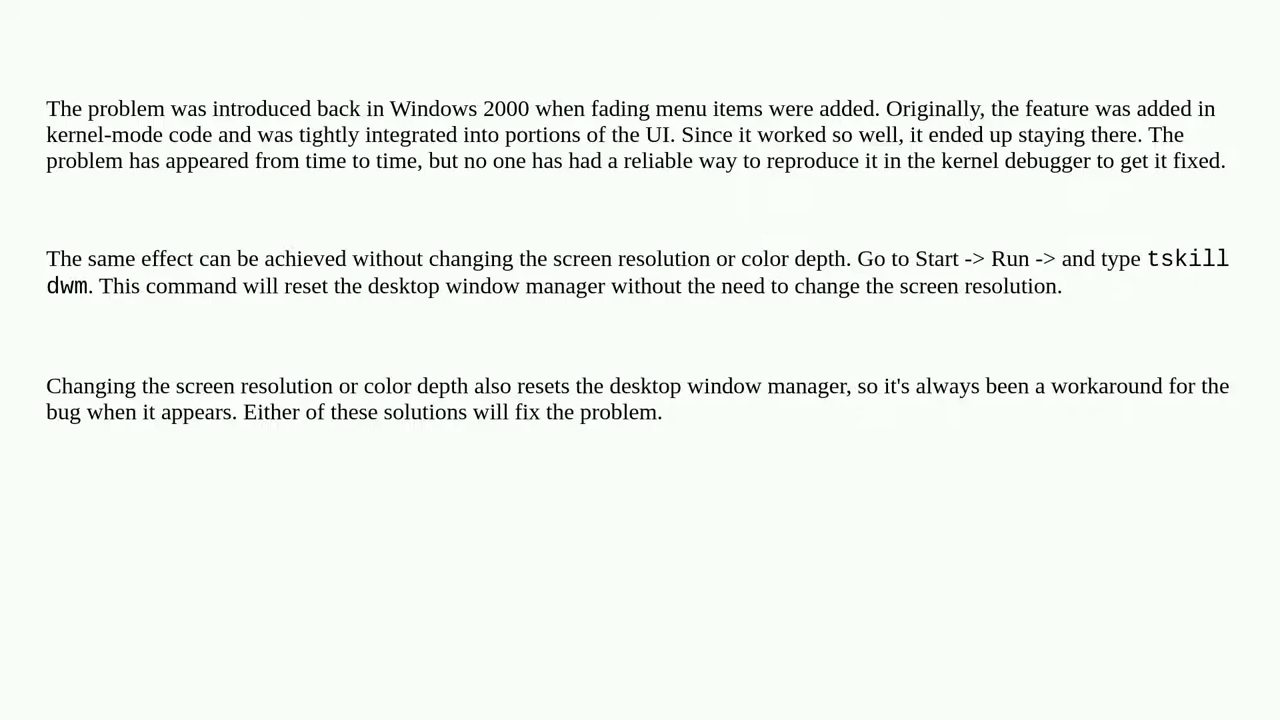 The problem was introduced back in Windows 2000 when fading menu items were added. Originally, the feature was added in
kernel-mode code and was tightly integrated into portions of the UI. Since it worked so well, it ended up staying there. The
problem has appeared from time to time, but no one has had a reliable way to reproduce it in the kernel debugger to get it fixed.
The same effect can be achieved without changing the screen resolution or color depth. Go to Start -> Run -> and type tskill
dwm. This command will reset the desktop window manager without the need to change the screen resolution.
Changing the screen resolution or color depth also resets the desktop window manager, so it's always been a workaround for the
bug when it appears. Either of these solutions will fix the problem.